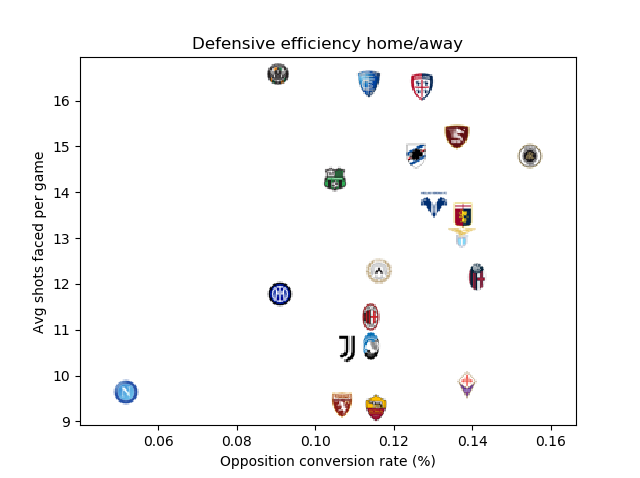 Defensive efficiency home/away
Avg shots faced per game
16
15
14
13
12
11
10
9
0.06 0.08 0.10 0.12 0.14 0.16
Opposition conversion rate (%)
N